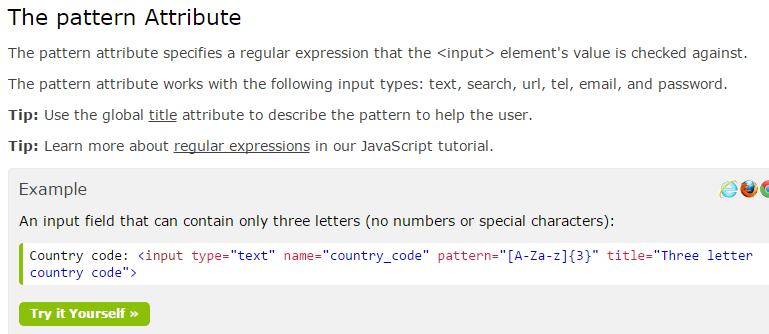 The pattern Attribute
The pattern attribute specifies a regular expression that the <input> element's value is checked against.
The pattern attribute works with the following input types: text, search, url, tel, email, and password.
Tip: Use the global title attribute to describe the pattern to help the user.
Tip: Learn more about regular expressions in our JavaScript tutorial.
Example
An input field that can contain only three letters (no numbers or special characters):
Country code: <input type="text" name="country_code" pattern="[A-Za-z]{3}" title="Three letter
country code">
Try it Yourself »